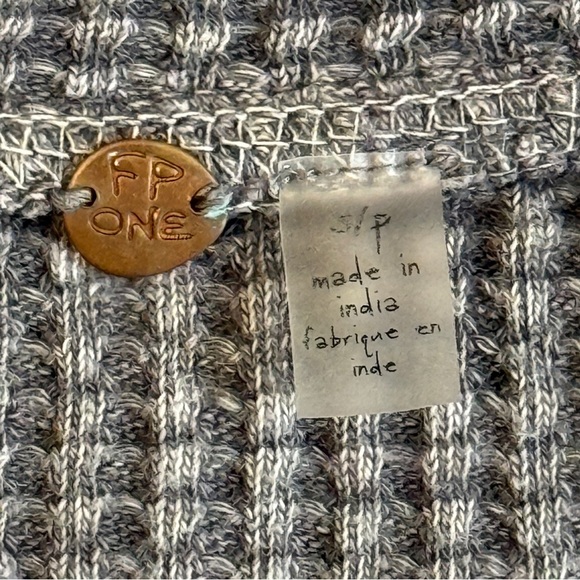 FP
ONE
S/P
made in
india
fabrique en
inde